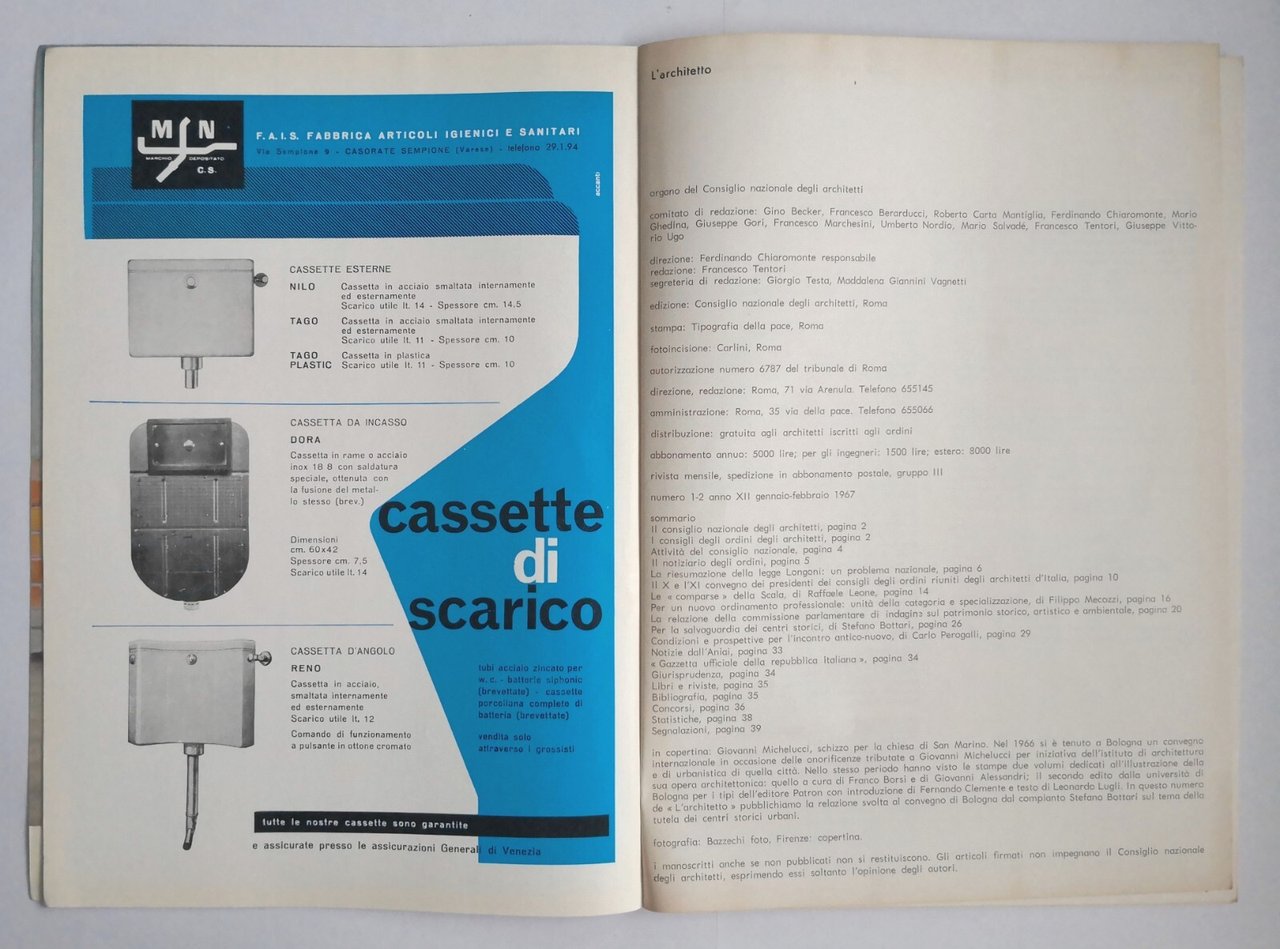 M N
MARCHIO DEPOSITATO
C.S.
F.A.I.S. FABBRICA ARTICOLI IGIENICI E SANITARI
Via Sempione 9 - CASORATE SEMPIONE (Varese) - telefono 29.1.94
CASSETTE ESTERNE
NILO Cassetta in acciaio smaltata internamente
ed esternamente
Scarico utile lt. 14 - Spessore cm. 14,5
TAGO Cassetta in acciaio smaltata internamente
ed esternamente
Scarico utile lt. 11 - Spessore cm. 10
TAGO Cassetta in plastica
PLASTIC Scarico utile lt. 11 - Spessore cm. 10
CASSETTA DA INCASSO
DORA
Cassetta in rame o acciaio
inox 18 8 con saldatura
speciale, ottenuta con
la fusione del metal-
lo stesso (brev.)
Dimensioni
cm. 60x42
Spessore cm. 7,5
Scarico utile lt. 14
cassette
di
scarico
CASSETTA D'ANGOLO
RENO
Cassetta in acciaio,
smaltata internamente
ed esternamente
Scarico utile lt. 12
Comando di funzionamento
a pulsante in ottone cromato
tubi acciaio zincato per
w.c. - batterie siphonic
(brevettate) - cassette
porcellana complete di
batteria (brevettate)
vendita solo
attraverso i grossisti
tutte le nostre cassette sono garantite
e assicurate presso le assicurazioni Generali di Venezia
L'architetto
organo del Consiglio nazionale degli architetti
comitato di redazione: Gino Becker, Francesco Berarducci, Roberto Carta Mantiglia, Ferdinando Chiaromonte, Mario
Ghedina, Giuseppe Gori, Francesco Marchesini, Umberto Nordio, Mario Salvadé, Francesco Tentori, Giuseppe Vitto-
rio Ugo
direzione: Ferdinando Chiaromonte responsabile
redazione: Francesco Tentori
segreteria di redazione: Giorgio Testa, Maddalena Giannini Vagnetti
edizione: Consiglio nazionale degli architetti, Roma
stampa: Tipografia della pace, Roma
fotoincisione: Carlini, Roma
autorizzazione numero 6787 del tribunale di Roma
direzione, redazione: Roma, 71 via Arenula. Telefono 655145
amministrazione: Roma, 35 via della pace. Telefono 655066
distribuzione: gratuita agli architetti iscritti agli ordini
abbonamento annuo: 5000 lire; per gli ingegneri: 1500 lire; estero: 8000 lire
rivista mensile, spedizione in abbonamento postale, gruppo III
numero 1-2 anno XII gennaio-febbraio 1967
sommario
Il consiglio nazionale degli architetti, pagina 2
I consigli degli ordini degli architetti, pagina 2
Attività del consiglio nazionale, pagina 4
Il notiziario degli ordini, pagina 5
La riesumazione della legge Longoni: un problema nazionale, pagina 6
Il X e l'XI convegno dei presidenti dei consigli degli ordini riuniti degli architetti d'Italia, pagina 10
Le « comparse » della Scala, di Raffaele Leone, pagina 14
Per un nuovo ordinamento professionale: unità della categoria e specializzazione, di Filippo Mecozzi, pagina 16
La relazione della commissione parlamentare di indagine sul patrimonio storico, artistico e ambientale, pagina 20
Per la salvaguardia dei centri storici, di Stefano Bottari, pagina 26
Condizioni e prospettive per l'incontro antico-nuovo, di Carlo Perogalli, pagina 29
Notizie dall'Aniai, pagina 33
« Gazzetta ufficiale della repubblica italiana », pagina 34
Giurisprudenza, pagina 34
Libri e riviste, pagina 35
Bibliografia, pagina 35
Concorsi, pagina 36
Statistiche, pagina 38
Segnalazioni, pagina 39
in copertina: Giovanni Michelucci, schizzo per la chiesa di San Marino. Nel 1966 si è tenuto a Bologna un convegno
internazionale in occasione delle onorificenze tributate a Giovanni Michelucci per iniziativa dell'istituto di architettura
e di urbanistica di quella città. Nello stesso periodo hanno visto le stampe due volumi dedicati all'illustrazione della
sua opera architettonica: quello a cura di Franco Borsi e di Giovanni Alessandri; il secondo edito dalla università di
Bologna per i tipi dell'editore Patron con introduzione di Fernando Clemente e testo di Leonardo Lugli. In questo numero
de « L'architetto » pubblichiamo la relazione svolta al convegno di Bologna dal compianto Stefano Bottari sul tema della
tutela dei centri storici urbani.
fotografia: Bazzechi foto, Firenze: copertina.
i manoscritti anche se non pubblicati non si restituiscono. Gli articoli firmati non impegnano il Consiglio nazionale
degli architetti, esprimendo essi soltanto l'opinione degli autori.